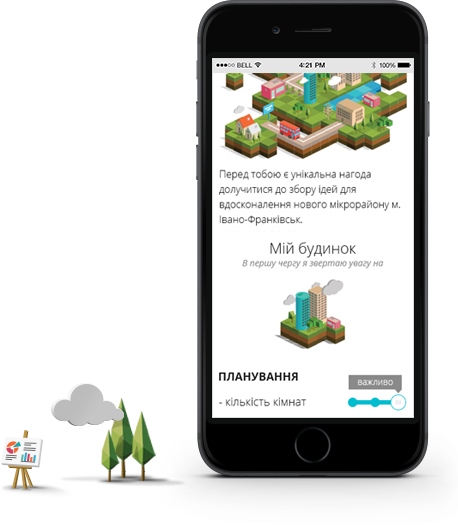 BELL 4:21 PM 100%
Перед тобою є унікальна нагода
долучитися до збору ідей для
вдосконалення нового мікрорайону м.
Івано-Франківськ.
Мій будинок
В першу чергу я звертаю увагу на
ПЛАНУВАННЯ
важливо
- кількість кімнат